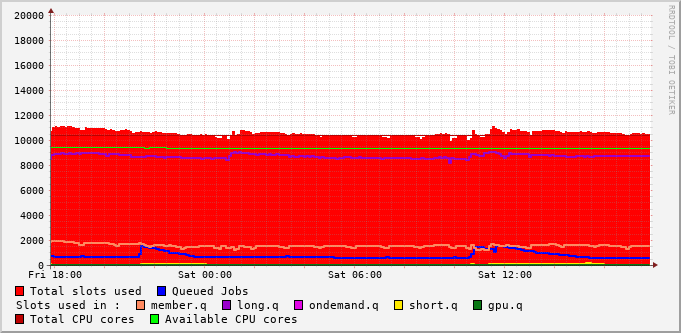 20000
18000
16000
14000
12000
10000
8000
6000
4000
2000
0
Fri 18:00 Sat 00:00 Sat 06:00 Sat 12:00
Total slots used Queued Jobs
Slots used in : member.q long.q ondemand.q short.q gpu.q
Total CPU cores Available CPU cores
RRDTOOL / TOBI OETIKER